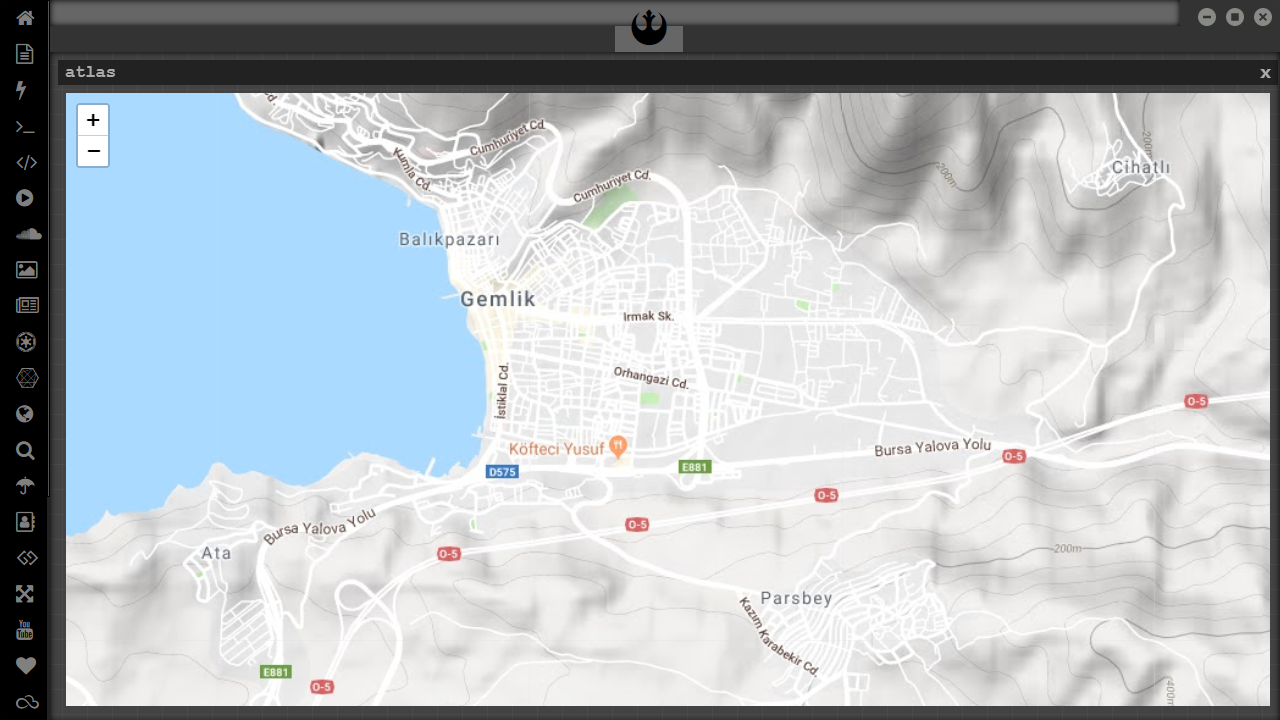 atlas
x
+
−
Cd.
Cumhuriyet Cd.
Kumla Cd.
Cumhuriyet Cd.
200m
200m
Cihatlı
Balıkpazarı
Gemlik
Irmak Sk.
İstiklal Cd.
Orhangazi Cd.
O-5
Köfteci Yusuf
Bursa Yalova Yolu
O-5
D575
E881
O-5
Bursa Yalova Yolu
O-5
O-5
Ata
200m
Parsbey
Kazım Karabekir Cd.
E881
O-5
400m
You
Tube